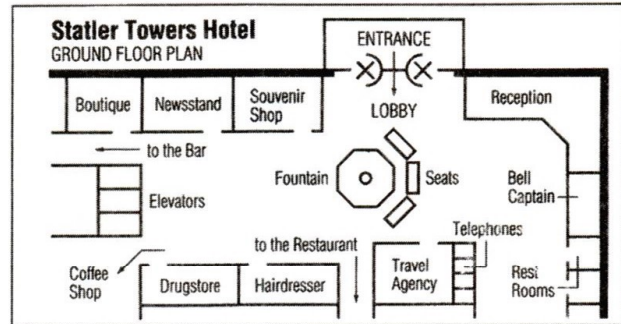 Statler Towers Hotel
GROUND FLOOR PLAN
ENTRANCE
LOBBY
Boutique
Newsstand
Souvenir
Shop
Reception
to the Bar
Elevators
Fountain
Seats
Bell
Captain
Telephones
to the Restaurant
Coffee
Shop
Drugstore
Hairdresser
Travel
Agency
Rest
Rooms